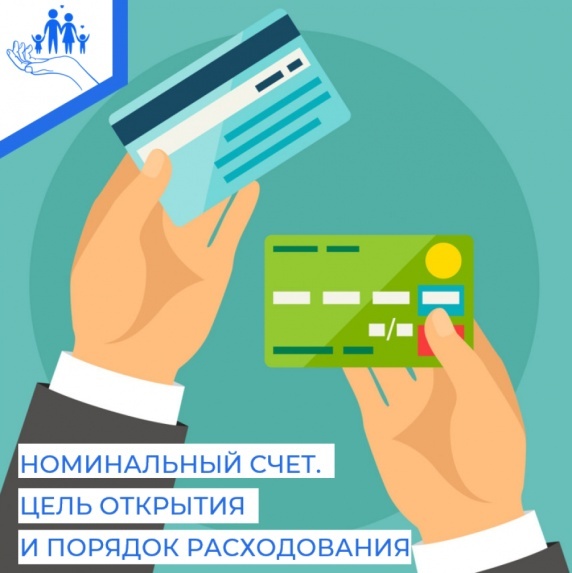 НОМИНАЛЬНЫЙ СЧЕТ.
ЦЕЛЬ ОТКРЫТИЯ
И ПОРЯДОК РАСХОДОВАНИЯ